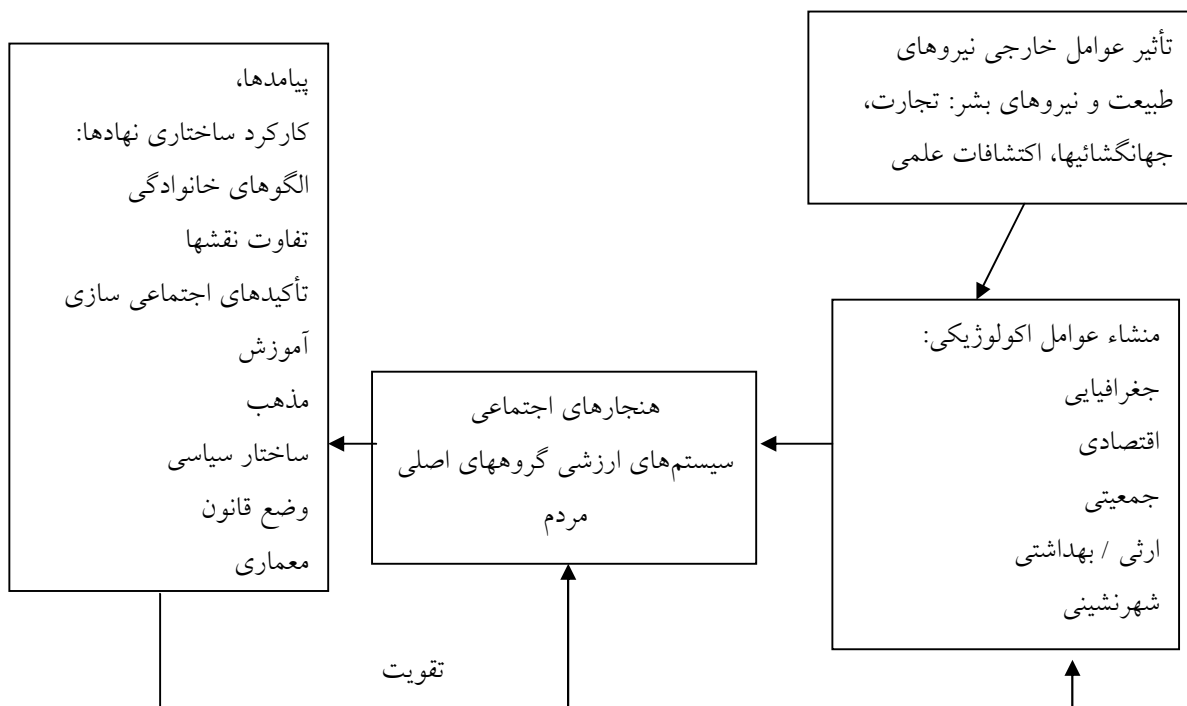 تأثیر عوامل خارجی نیروهای
طبیعت و نیروهای بشر: تجارت،
جهانگشائیها، اکتشافات علمی
منشاء عوامل اکولوژیکی:
جغرافیایی
اقتصادی
جمعیتی
ارثی / بهداشتی
شهرنشینی
هنجارهای اجتماعی
سیستم‌های ارزشی گروههای اصلی
مردم
پیامدها،
کارکرد ساختاری نهادها:
الگوهای خانوادگی
تفاوت نقشها
تأکیدهای اجتماعی سازی
آموزش
مذهب
ساختار سیاسی
وضع قانون
معماری
تقویت